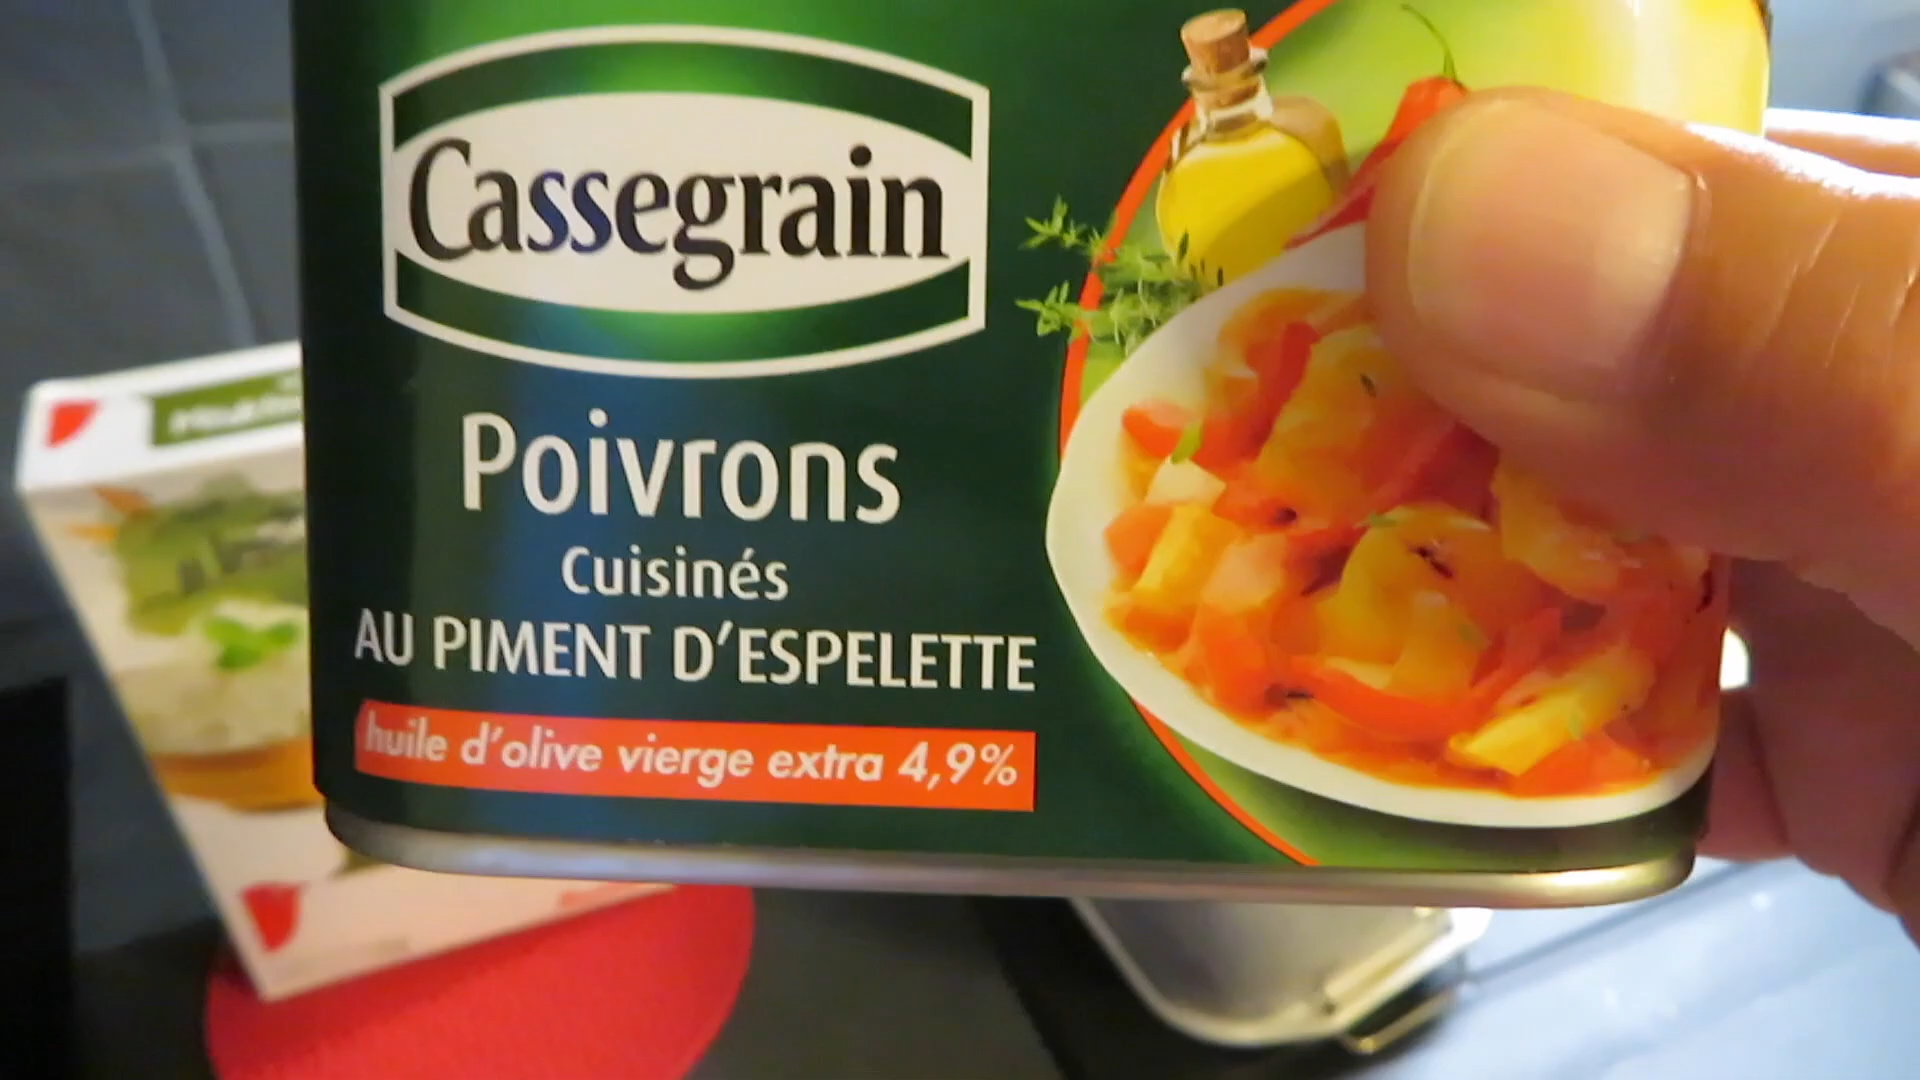 Cassegrain
Poivrons
Cuisinés
AU PIMENT D'ESPELETTE
huile d'olive vierge extra 4,9%